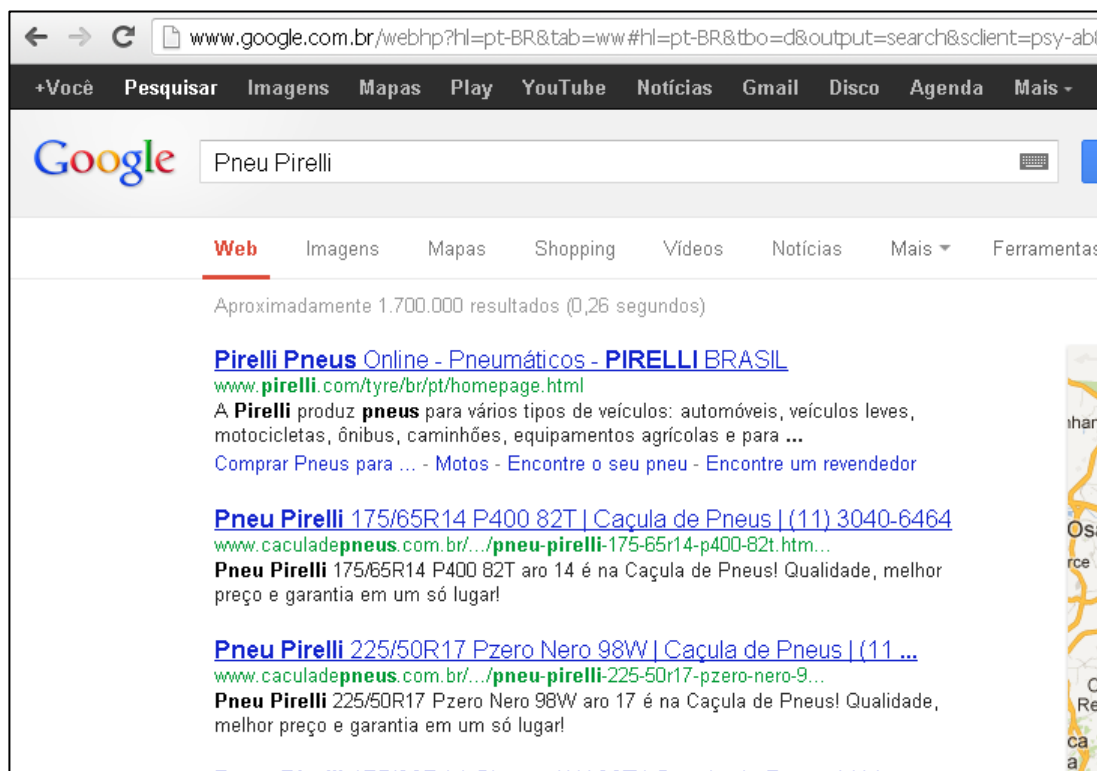 www.google.com.br/webhp?hl=pt-BR&tab=ww#hl=pt-BR&tbo=d&output=search&sclient=psy-ab
+Você Pesquisar Imagens Mapas Play YouTube Notícias Gmail Disco Agenda Mais
Google Pneu Pirelli
Web Imagens Mapas Shopping Vídeos Notícias Mais Ferramentas
Aproximadamente 1.700.000 resultados (0,26 segundos)
Pirelli Pneus Online - Pneumáticos - PIRELLI BRASIL
www.pirelli.com/tyre/br/pt/homepage.html
A Pirelli produz pneus para vários tipos de veículos: automóveis, veículos leves,
motocicletas, ônibus, caminhões, equipamentos agrícolas e para ...
Comprar Pneus para ... - Motos - Encontre o seu pneu - Encontre um revendedor
Pneu Pirelli 175/65R14 P400 82T | Caçula de Pneus | (11) 3040-6464
www.caculadepneus.com.br/.../pneu-pirelli-175-65r14-p400-82t.htm...
Pneu Pirelli 175/65R14 P400 82T aro 14 é na Caçula de Pneus! Qualidade, melhor
preço e garantia em um só lugar!
Pneu Pirelli 225/50R17 Pzero Nero 98W | Caçula de Pneus | (11 ...
www.caculadepneus.com.br/.../pneu-pirelli-225-50r17-pzero-nero-9...
Pneu Pirelli 225/50R17 Pzero Nero 98W aro 17 é na Caçula de Pneus! Qualidade,
melhor preço e garantia em um só lugar!